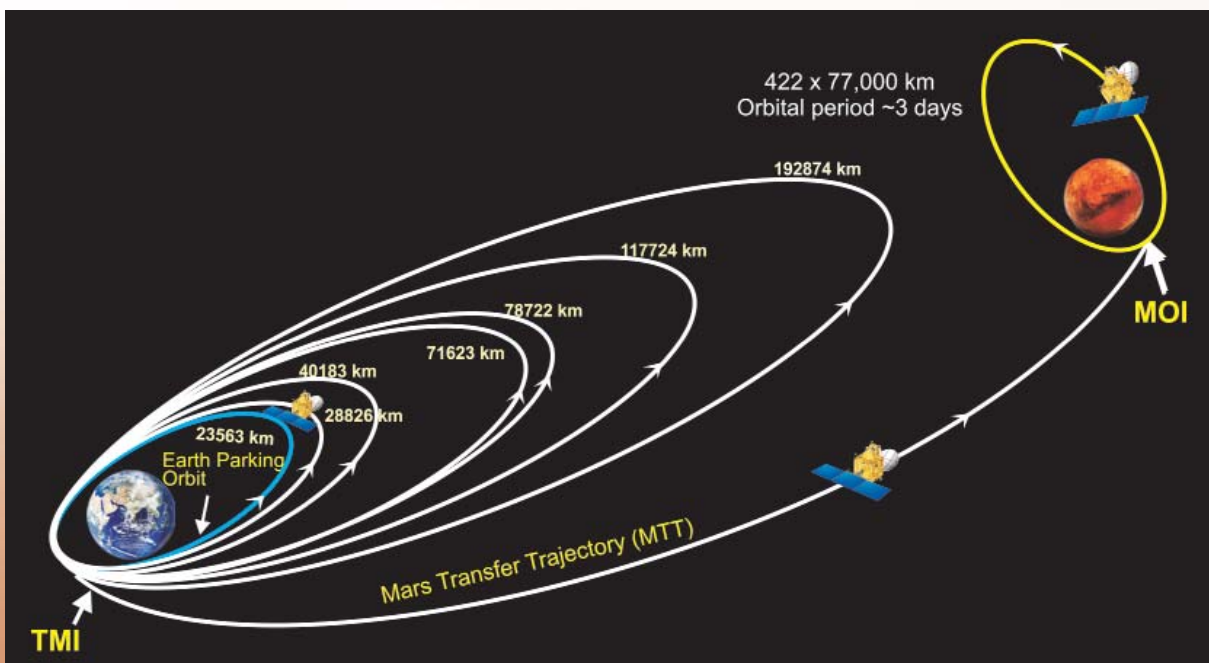 422 x 77,000 km
Orbital period ~3 days
192874 km
117724 km
MOI
78722 km
71623 km
40183 km
28826 km
23563 km
Earth Parking
Orbit
Mars Transfer Trajectory (MTT)
TMI